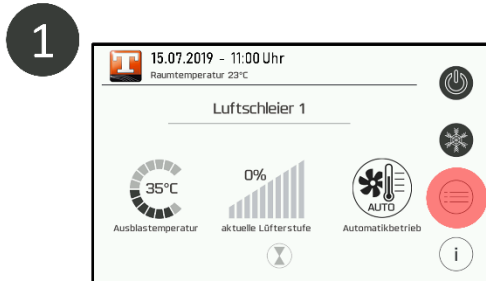 1
T
15.07.2019 - 11:00 Uhr
Raumtemperatur 23°C
Luftschleier 1
35°C
0%
AUTO
Ausblastemperatur
aktuelle Lüfterstufe
Automatikbetrieb
i